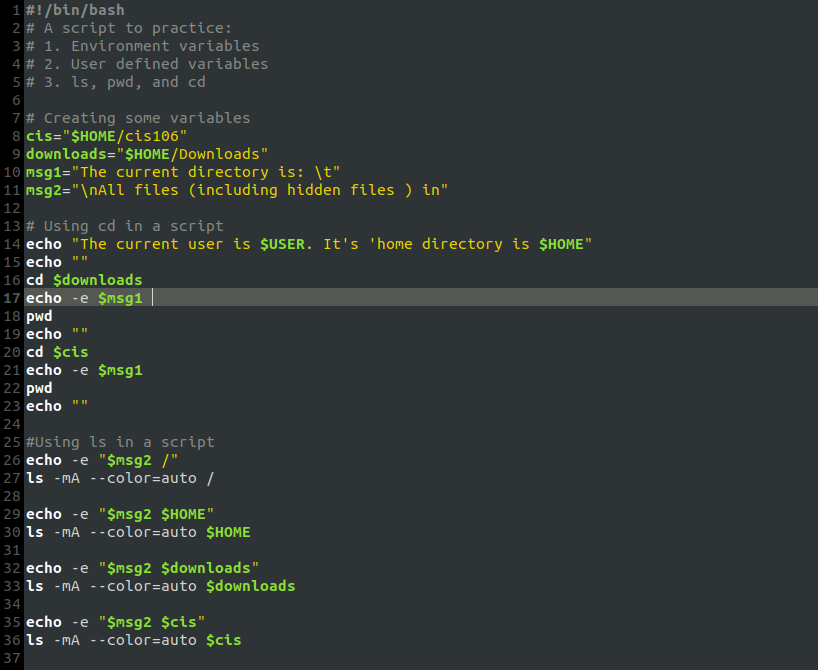 1 #!/bin/bash
2 # A script to practice:
3 # 1. Environment variables
4 # 2. User defined variables
5 # 3. ls, pwd, and cd
6
7 # Creating some variables
8 cis="$HOME/cis106"
9 downloads="$HOME/Downloads"
10 msg1="The current directory is: \t"
11 msg2="\nAll files (including hidden files ) in"
12
13 # Using cd in a script
14 echo "The current user is $USER. It's 'home directory is $HOME"
15 echo ""
16 cd $downloads
17 echo -e $msg1
18 pwd
19 echo ""
20 cd $cis
21 echo -e $msg1
22 pwd
23 echo ""
24
25 #Using ls in a script
26 echo -e "$msg2 /"
27 ls -mA --color=auto /
28
29 echo -e "$msg2 $HOME"
30 ls -mA --color=auto $HOME
31
32 echo -e "$msg2 $downloads"
33 ls -mA --color=auto $downloads
34
35 echo -e "$msg2 $cis"
36 ls -mA --color=auto $cis
37